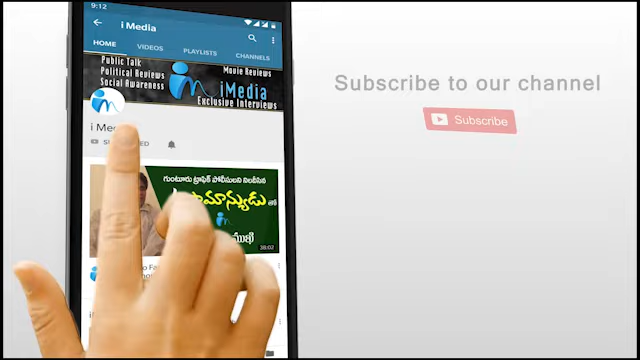 9:12
i Media
HOME VIDEOS PLAYLISTS CHANNELS
Public Talk
Political Reviews
Social Awareness
Movie Reviews
iMedia
Exclusive Interviews
Subscribe to our channel
Subscribe
గుంటూరు ట్రాఫిక్ పోలీసులని నిలదీసిన
తో
38:02